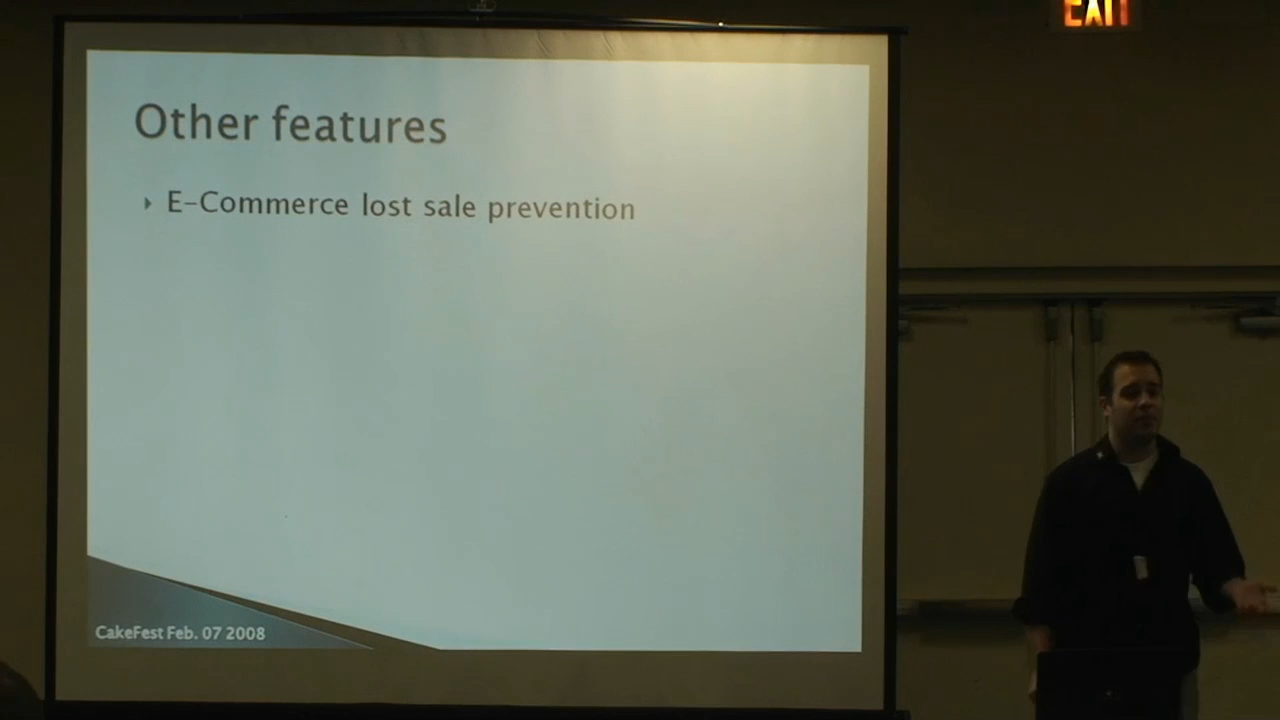 EXIT
Other features
E-Commerce lost sale prevention
CakeFest Feb. 07 2008